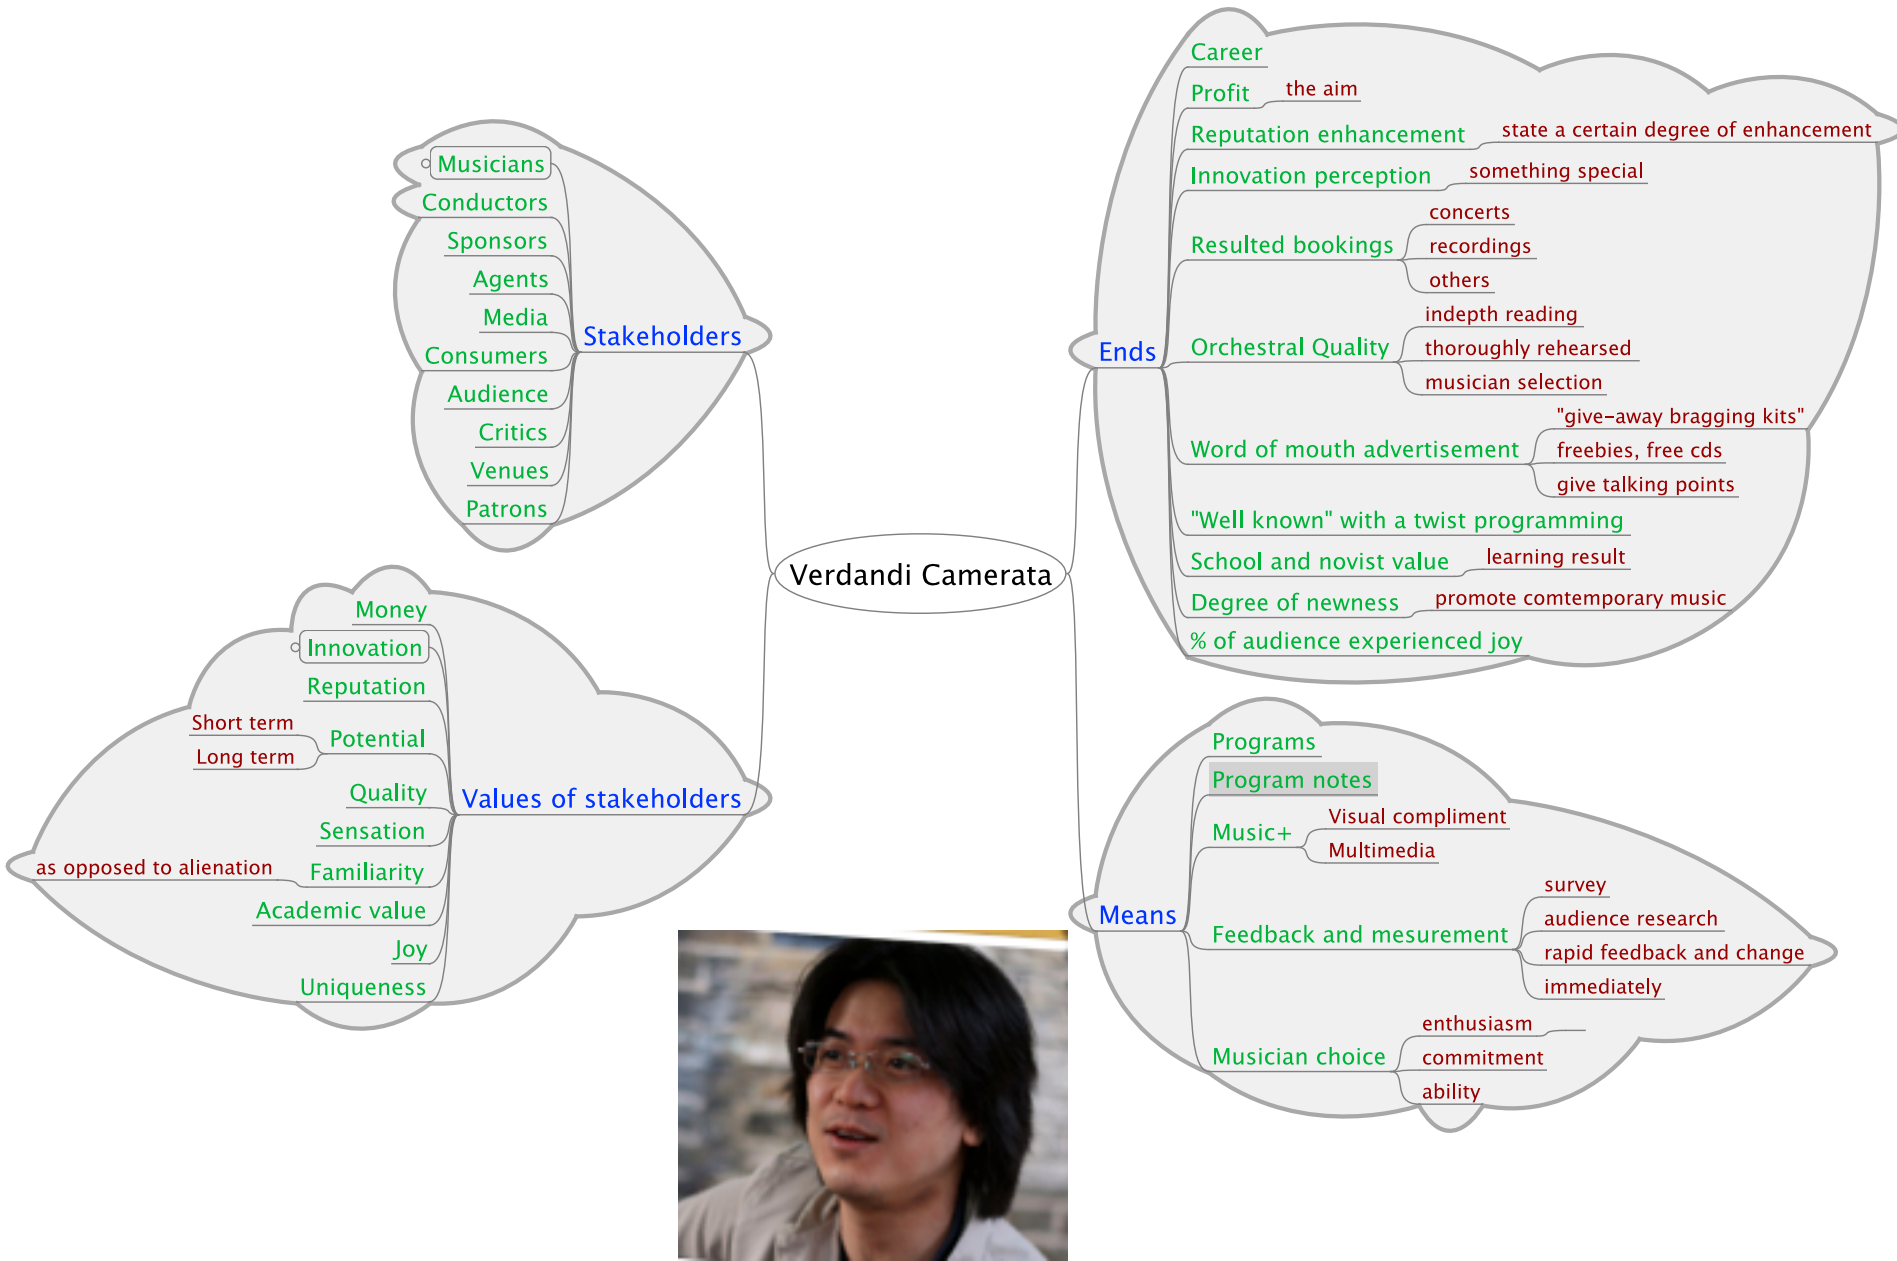 Verdandi Camerata
Stakeholders
Musicians
Conductors
Sponsors
Agents
Media
Consumers
Audience
Critics
Venues
Patrons
Values of stakeholders
Money
Innovation
Reputation
Potential
Short term
Long term
Quality
Sensation
Familiarity
as opposed to alienation
Academic value
Joy
Uniqueness
Ends
Career
Profit
the aim
Reputation enhancement
state a certain degree of enhancement
Innovation perception
something special
Resulted bookings
concerts
recordings
others
Orchestral Quality
indepth reading
thoroughly rehearsed
musician selection
Word of mouth advertisement
"give-away bragging kits"
freebies, free cds
give talking points
"Well known" with a twist programming
School and novist value
learning result
Degree of newness
promote comtemporary music
% of audience experienced joy
Means
Programs
Program notes
Music+
Visual compliment
Multimedia
Feedback and mesurement
survey
audience research
rapid feedback and change
immediately
Musician choice
enthusiasm
commitment
ability